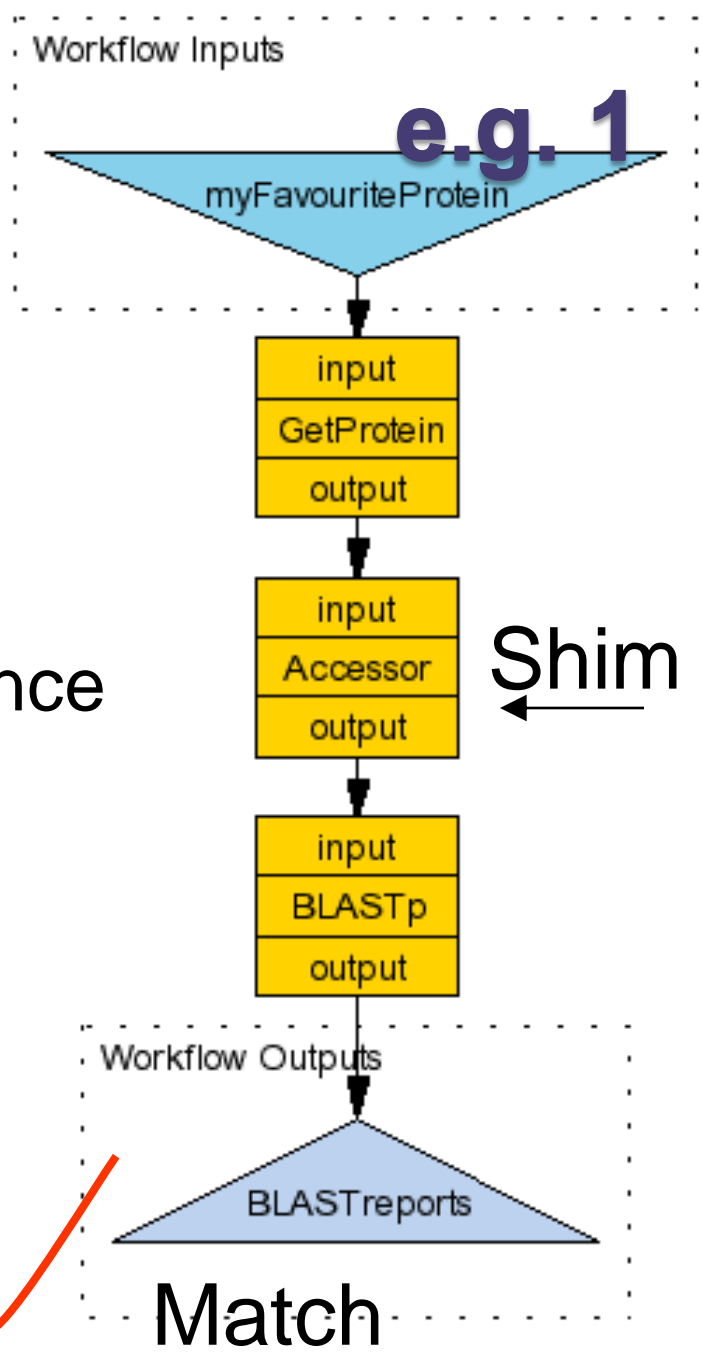 Workflow Inputs
e.g. 1
myFavouriteProtein
input
GetProtein
output
input
Accessor
output
nce
Shim
input
BLASTp
output
Workflow Outputs
BLASTreports
Match